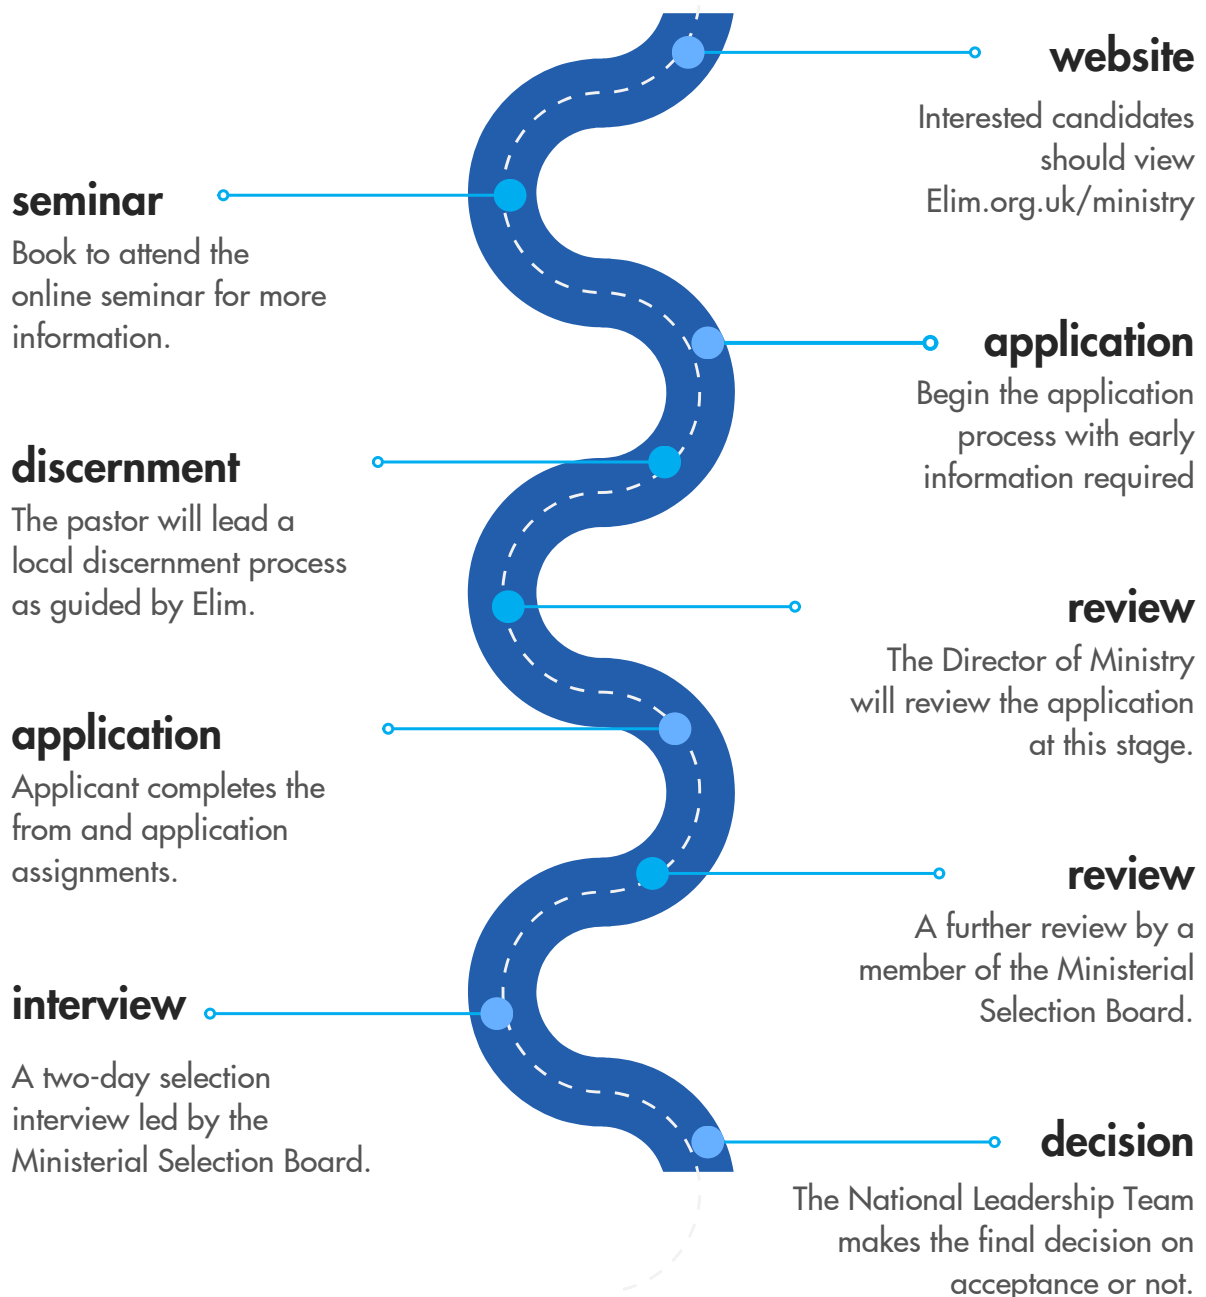 website
Interested candidates
should view
Elim.org.uk/ministry
seminar
Book to attend the
online seminar for more
information.
application
Begin the application
process with early
information required
discernment
The pastor will lead a
local discernment process
as guided by Elim.
review
The Director of Ministry
will review the application
at this stage.
application
Applicant completes the
from and application
assignments.
review
A further review by a
member of the Ministerial
Selection Board.
interview
A two-day selection
interview led by the
Ministerial Selection Board.
decision
The National Leadership Team
makes the final decision on
acceptance or not.